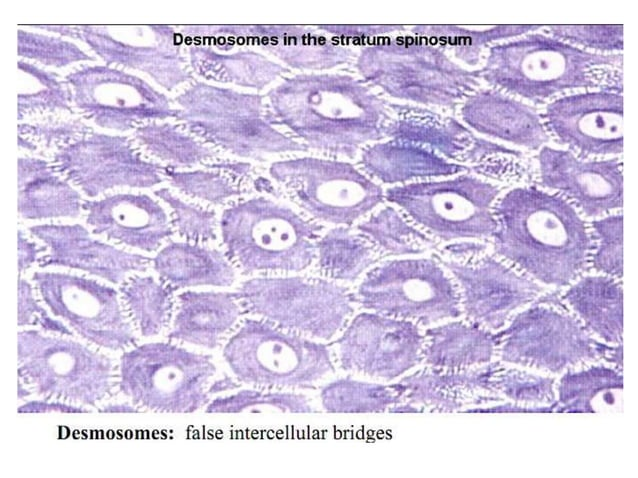 Desmosomes in the stratum spinosum
Desmosomes: false intercellular bridges